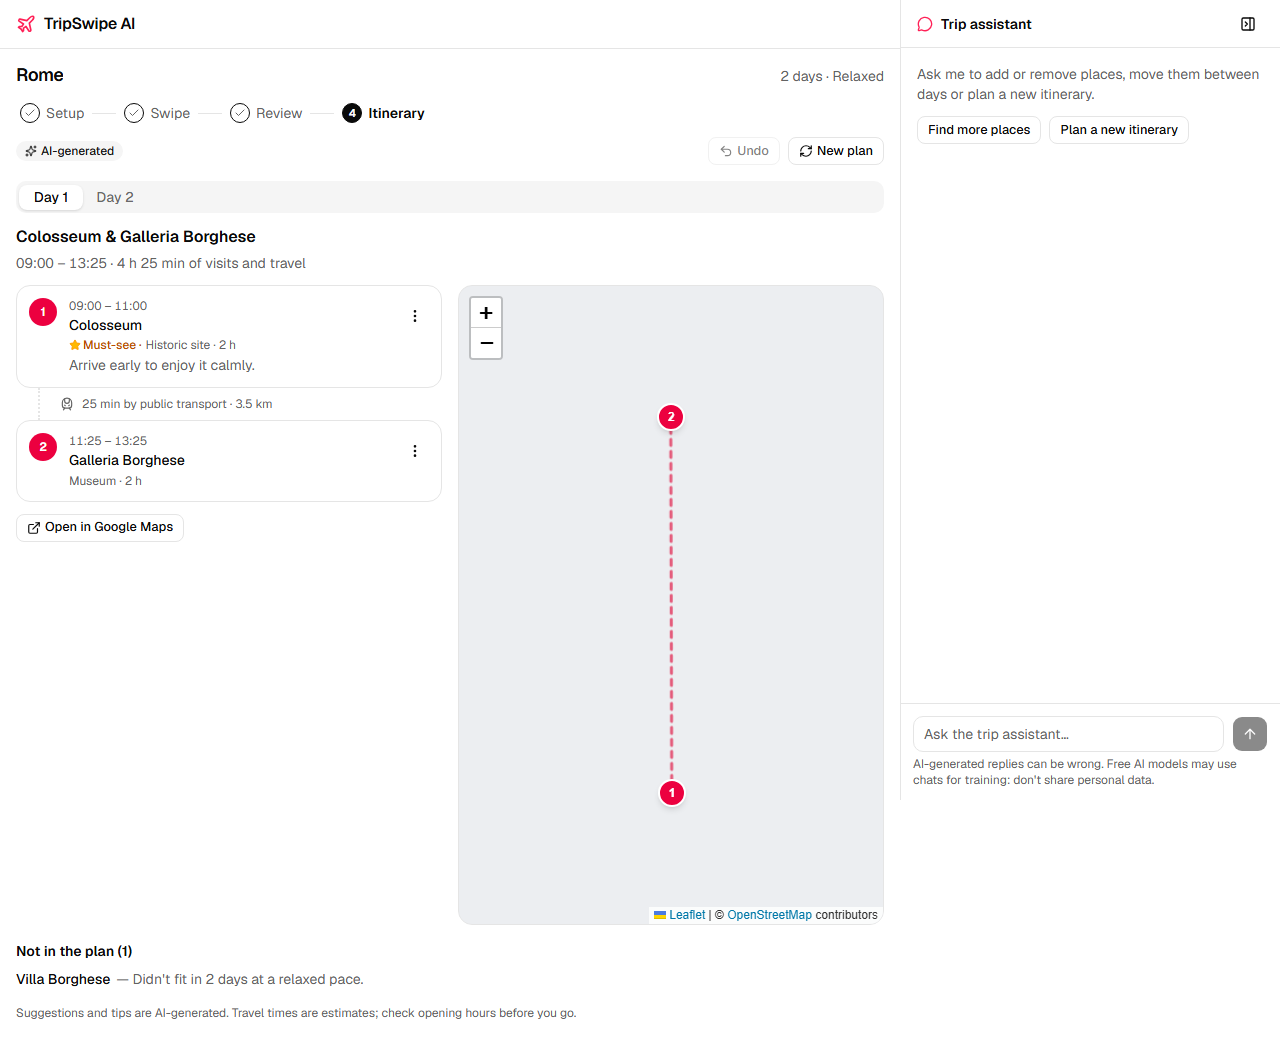 TripSwipe AI
Rome
2 days · Relaxed
Setup
Swipe
Review
4 Itinerary
AI-generated
Undo
New plan
Day 1
Day 2
Colosseum & Galleria Borghese
09:00 – 13:25 · 4 h 25 min of visits and travel
1
09:00 – 11:00
Colosseum
Must-see · Historic site · 2 h
Arrive early to enjoy it calmly.
25 min by public transport · 3.5 km
2
11:25 – 13:25
Galleria Borghese
Museum · 2 h
Open in Google Maps
+
−
2
1
Leaflet | © OpenStreetMap contributors
Not in the plan (1)
Villa Borghese — Didn't fit in 2 days at a relaxed pace.
Suggestions and tips are AI-generated. Travel times are estimates; check opening hours before you go.
Trip assistant
Ask me to add or remove places, move them between
days or plan a new itinerary.
Find more places
Plan a new itinerary
Ask the trip assistant...
AI-generated replies can be wrong. Free AI models may use
chats for training: don't share personal data.